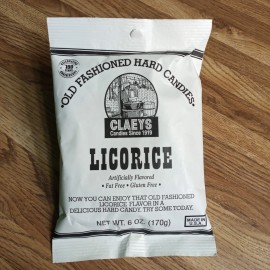 •OLD FASHIONED HARD CANDIES•
100
CLAEYS
Candies Since 1919
LICORICE
Artificially Flavored
• Fat Free • Gluten Free •
NOW YOU CAN ENJOY THAT OLD FASHIONED
LICORICE FLAVOR IN A
DELICIOUS HARD CANDY. TRY SOME TODAY.
NET WT. 6 OZ. (170g)
MADE IN
U.S.A.